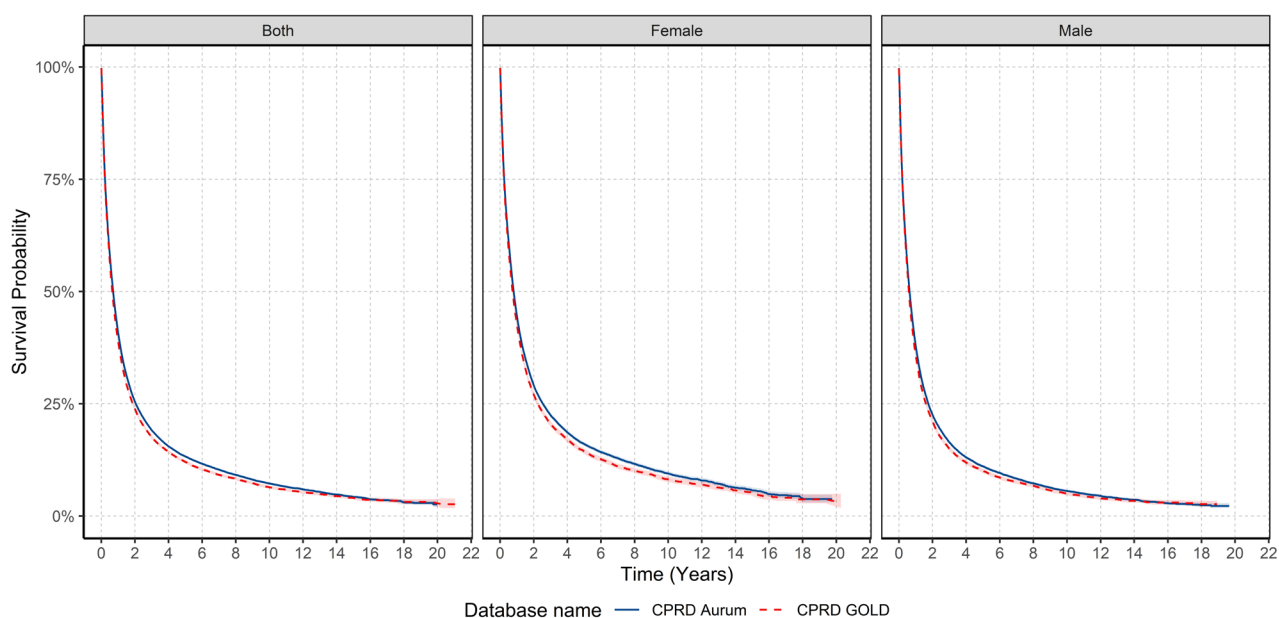 Both Female Male
Survival Probability
100%
75%
50%
25%
0%
0 2 4 6 8 10 12 14 16 18 20 22 0 2 4 6 8 10 12 14 16 18 20 22 0 2 4 6 8 10 12 14 16 18 20 22
Time (Years)
Database name CPRD Aurum CPRD GOLD